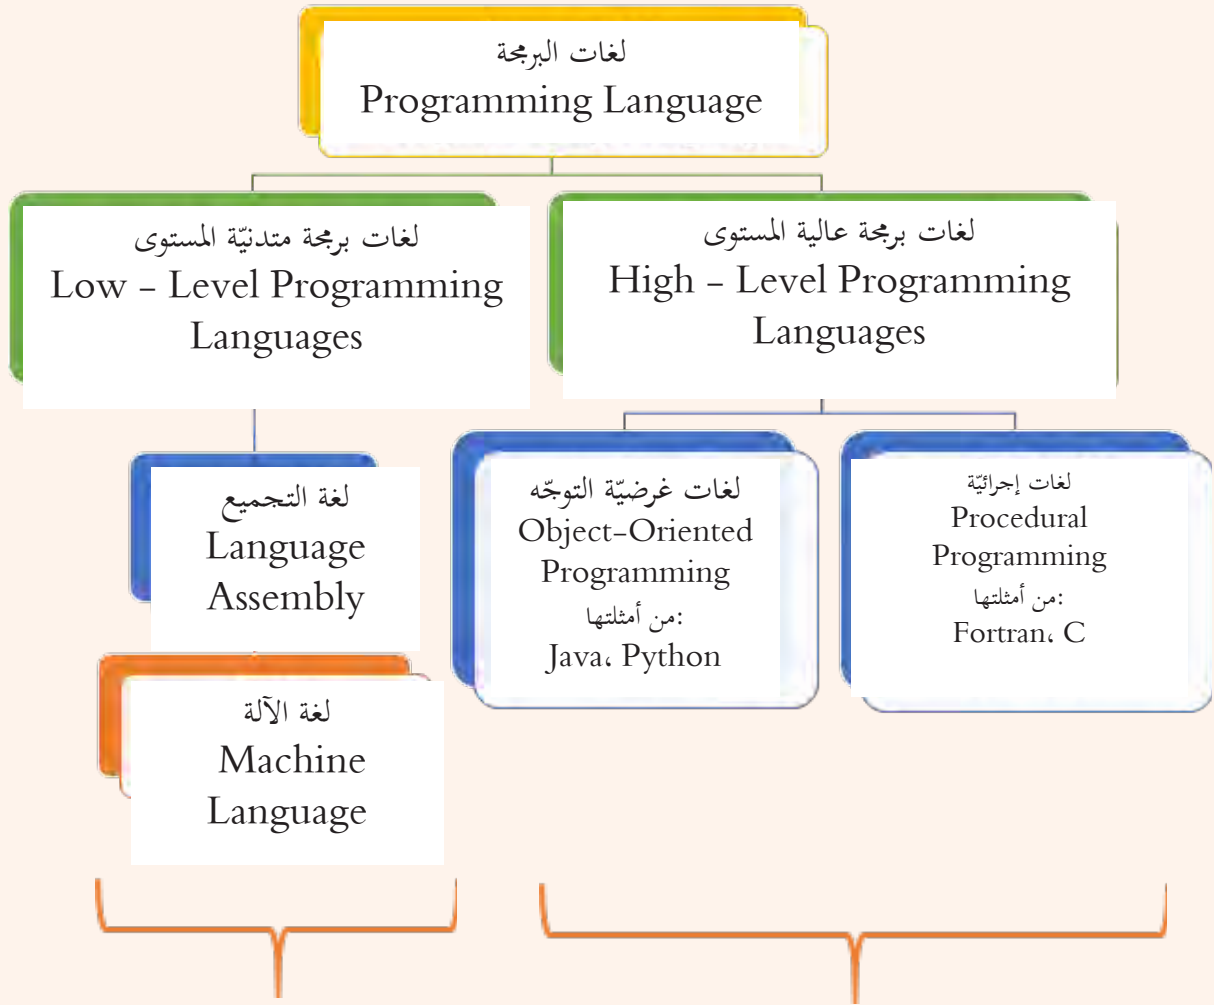 لغات البرمجة
Programming Language
لغات برمجة متدنيّة المستوى
Low – Level Programming
Languages
لغات برمجة عالية المستوى
High – Level Programming
Languages
لغة التجميع
Language
Assembly
لغات غرضيّة التوجّه
Object-Oriented
Programming
من أمثلتها:
Java، Python
لغات إجرائيّة
Procedural
Programming
من أمثلتها:
Fortran، C
لغة الآلة
Machine
Language